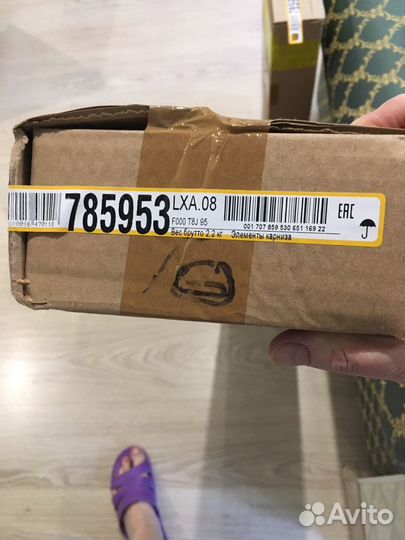 785953
LXA.08
F000 T8J 95
Вес брутто 2.2 кг
001 707 859 530 651 169 22
Элементы карниза
EAC
Avito